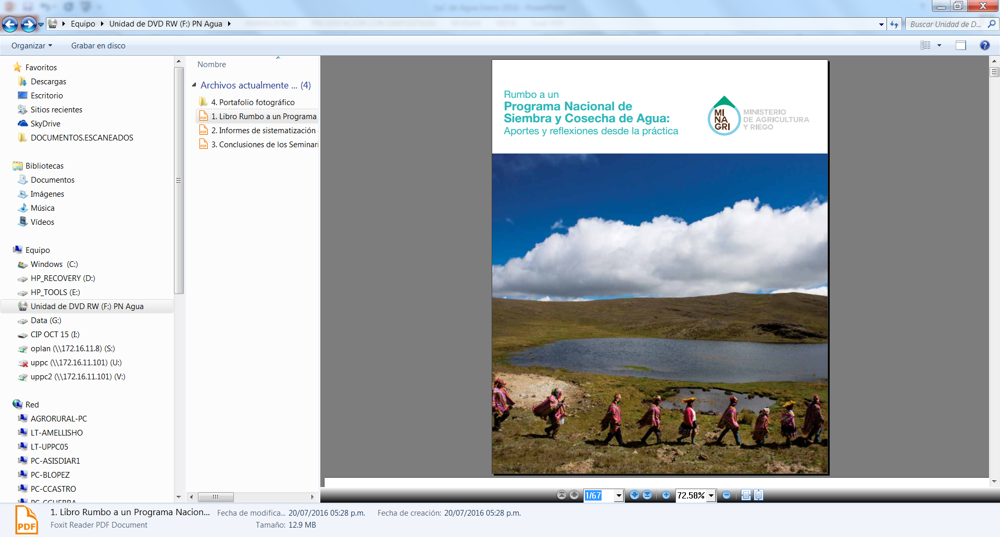 Equipo
Unidad de DVD RW (F:) PN Agua
Buscar Unidad de D...
Organizar
Grabar en disco
Favoritos
Descargas
Escritorio
Sitios recientes
SkyDrive
DOCUMENTOS.ESCANEADOS
Bibliotecas
Documentos
Imágenes
Música
Vídeos
Equipo
Windows (C:)
HP_RECOVERY (D:)
HP_TOOLS (E:)
Unidad de DVD RW (F:) PN Agua
Data (G:)
CIP OCT 15 (I:)
oplan (\\172.16.11.8) (S:)
uppc (\\172.16.11.101) (U:)
uppc2 (\\172.16.11.101) (V:)
Red
AGRORURAL-PC
LT-AMELLISHO
LT-UPPC05
PC-ASISDIAR1
PC-BLOPEZ
PC-CCASTRO
Nombre
Archivos actualmente ... (4)
4. Portafolio fotográfico
1. Libro Rumbo a un Programa
2. Informes de sistematización
3. Conclusiones de los Seminari
Rumbo a un
Programa Nacional de
Siembra y Cosecha de Agua:
Aportes y reflexiones desde la práctica
MI
NA
GRI
MINISTERIO
DE AGRICULTURA
Y RIEGO
1/67
72.58%
PDF
1. Libro Rumbo a un Programa Nacion...
Foxit Reader PDF Document
Fecha de modifica... 20/07/2016 05:28 p.m.
Tamaño: 12.9 MB
Fecha de creación: 20/07/2016 05:28 p.m.